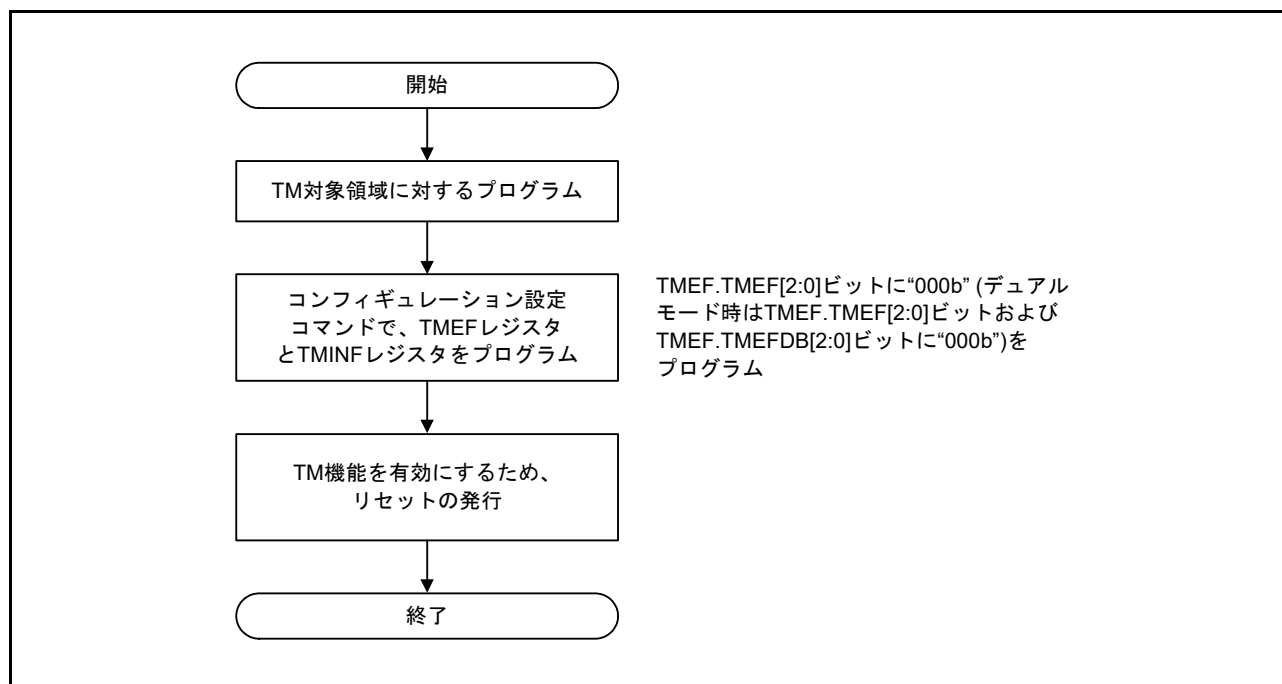 開始
TM対象領域に対するプログラム
コンフィギュレーション設定
コマンドで、TMEFレジスタ
とTMINFレジスタをプログラム
TMEF.TMEF[2:0]ビットに“000b” (デュアル
モード時はTMEF.TMEF[2:0]ビットおよび
TMEF.TMEFDB[2:0]ビットに“000b”)を
プログラム
TM機能を有効にするため、
リセットの発行
終了